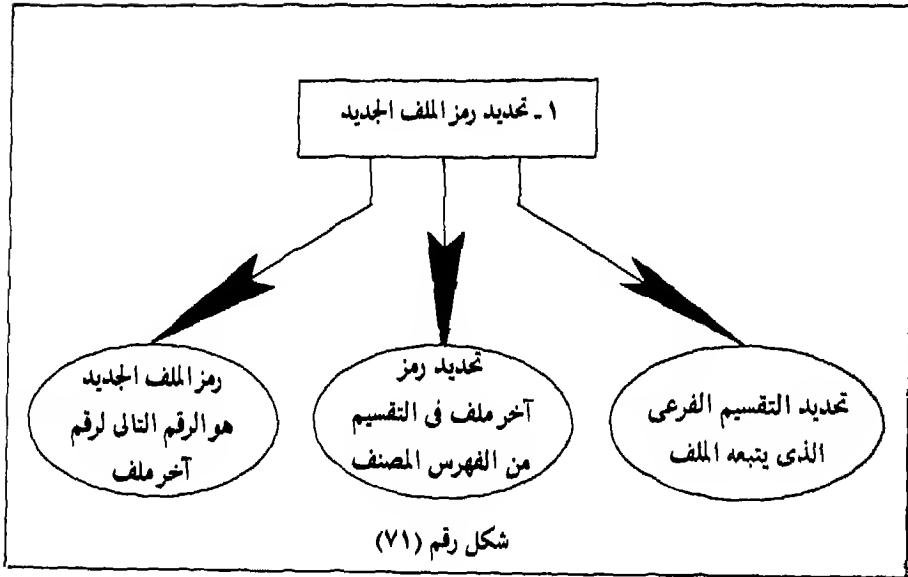 ١ ـ تحديد رمز الملف الجديد
تحديد التقسيم الفرعى
الذى يتبعه الملف
تحديد رمز
آخر ملف فى التقسيم
من الفهرس المصنف
رمز الملف الجديد
هو الرقم التالى لرقم
آخر ملف
شكل رقم (٧١)